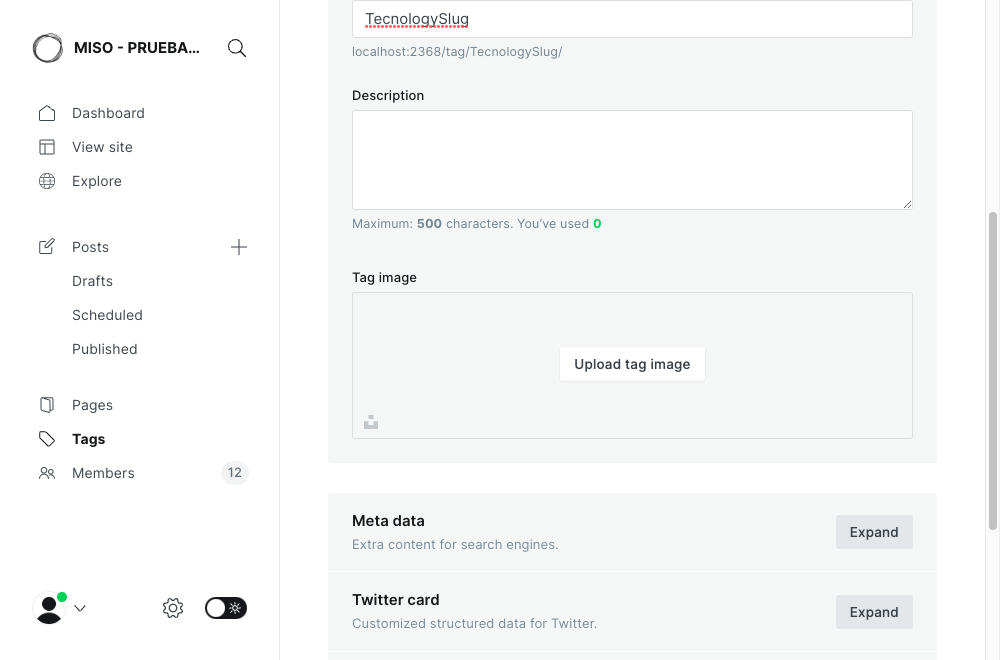 MISO - PRUEBA...
Dashboard
View site
Explore
Posts
Drafts
Scheduled
Published
Pages
Tags
Members
12
TecnologySlug
localhost:2368/tag/TecnologySlug/
Description
Maximum: 500 characters. You’ve used 0
Tag image
Upload tag image
Meta data
Extra content for search engines.
Expand
Twitter card
Customized structured data for Twitter.
Expand